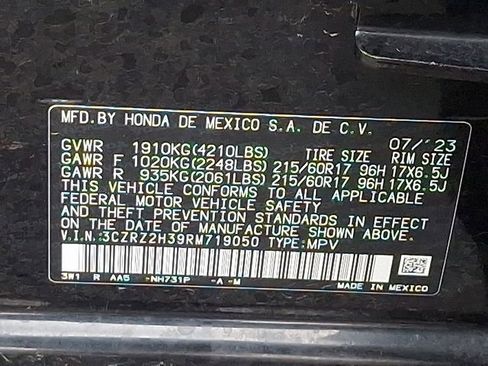 MFD.BY HONDA DE MEXICO S.A. DE C.V. 07/'23
GVWR 1910KG(4210LBS) TIRE SIZE RIM SIZE
GAWR F 1020KG(2248LBS) 215/60R17 96H 17X6.5J
GAWR R 935KG(2061LBS) 215/60R17 96H 17X6.5J
THIS VEHICLE CONFORMS TO ALL APPLICABLE
FEDERAL MOTOR VEHICLE SAFETY
STANDARDS IN EFFECT ON
THE DATE OF MANUFACTURE SHOWN ABOVE.
V.I.N.:3CZRZ2H39RM719050 TYPE:MPV
3W1 R AA5 -NH731P -A -M
MADE IN MEXICO